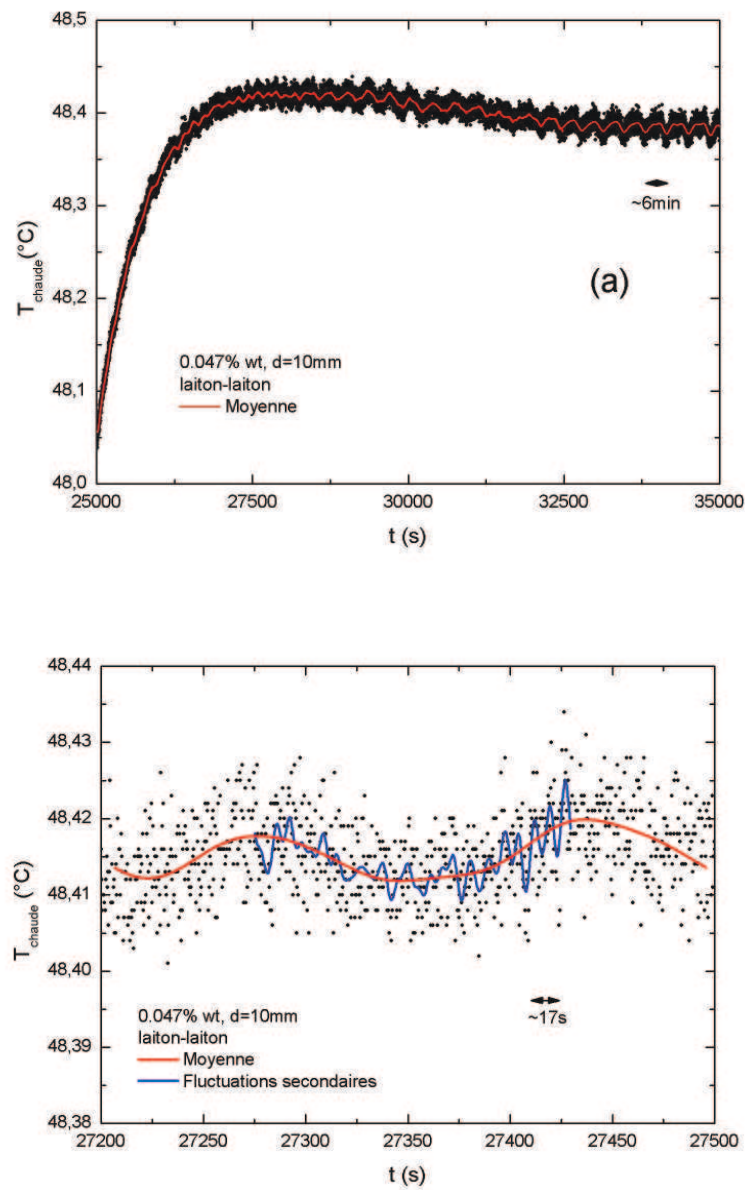 48,5
48,4
48,3
48,2
48,1
48,0
T chaude (°C)
~6min
(a)
0.047% wt, d=10mm
laiton-laiton
Moyenne
25000 27500 30000 32500 35000
t (s)
48,44
48,43
48,42
48,41
48,40
48,39
48,38
T chaude (°C)
~17s
0.047% wt, d=10mm
laiton-laiton
Moyenne
Fluctuations secondaires
27200 27250 27300 27350 27400 27450 27500
t (s)